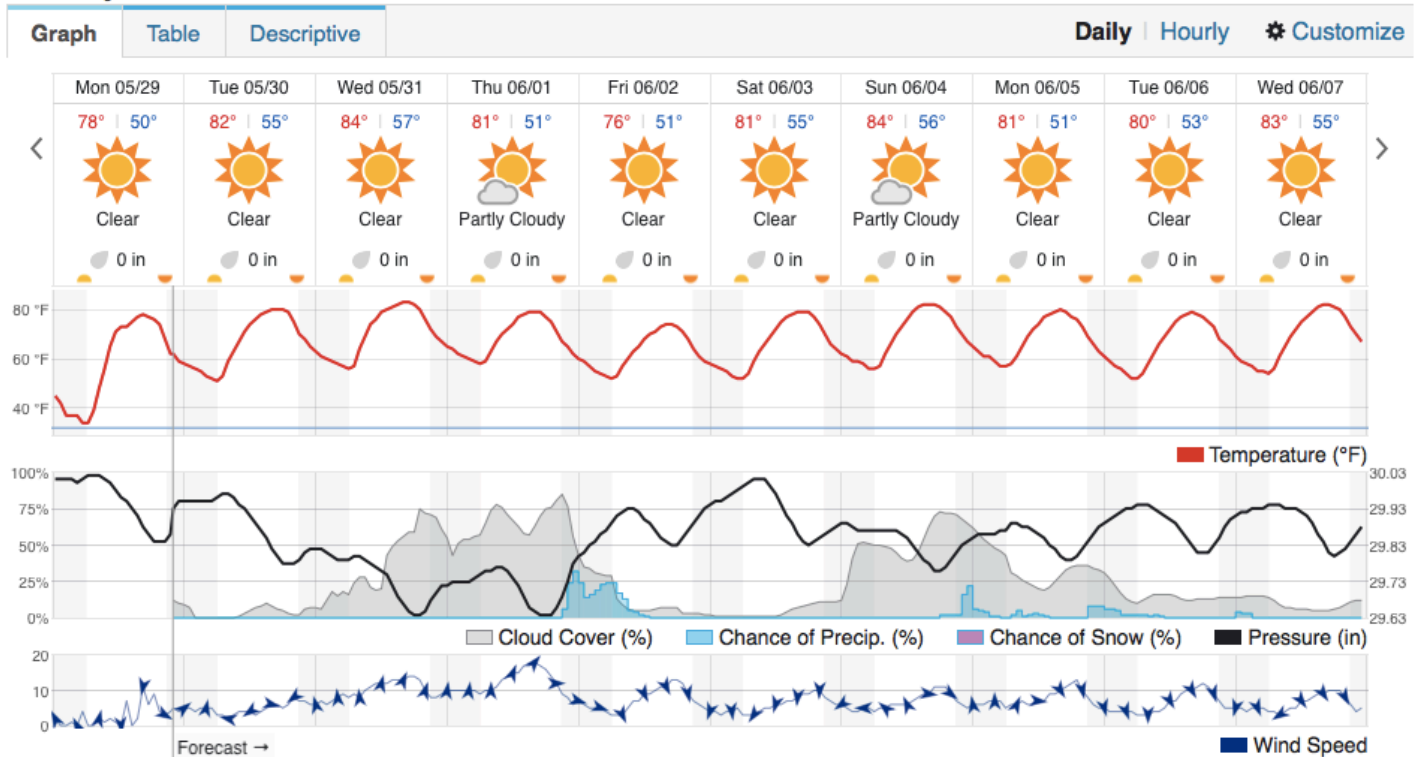 Graph Table Descriptive Daily Hourly Customize
Mon 05/29 Tue 05/30 Wed 05/31 Thu 06/01 Fri 06/02 Sat 06/03 Sun 06/04 Mon 06/05 Tue 06/06 Wed 06/07
78° | 50° 82° | 55° 84° | 57° 81° | 51° 76° | 51° 81° | 55° 84° | 56° 81° | 51° 80° | 53° 83° | 55°
Clear Clear Clear Partly Cloudy Clear Clear Partly Cloudy Clear Clear Clear
0 in 0 in 0 in 0 in 0 in 0 in 0 in 0 in 0 in 0 in
80 °F
60 °F
40 °F
Temperature (°F)
100% 30.03
75% 29.93
50% 29.83
25% 29.73
0% 29.63
Cloud Cover (%) Chance of Precip. (%) Chance of Snow (%) Pressure (in)
20
10
0
Forecast →
Wind Speed